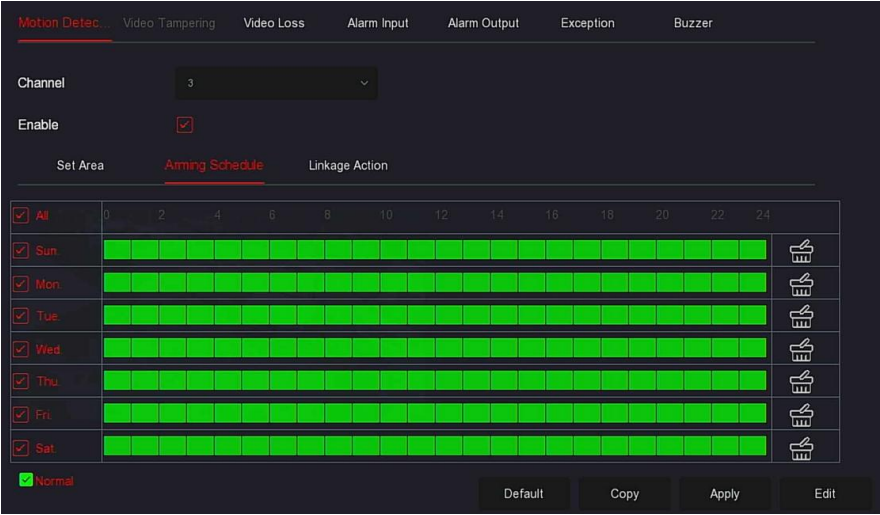 Motion Detec... Video Tampering Video Loss Alarm Input Alarm Output Exception Buzzer
Channel 3
Enable
Set Area Arming Schedule Linkage Action
All 0 2 4 6 8 10 12 14 16 18 20 22 24
Sun.
Mon.
Tue.
Wed.
Thu.
Fri.
Sat.
Normal
Default Copy Apply Edit